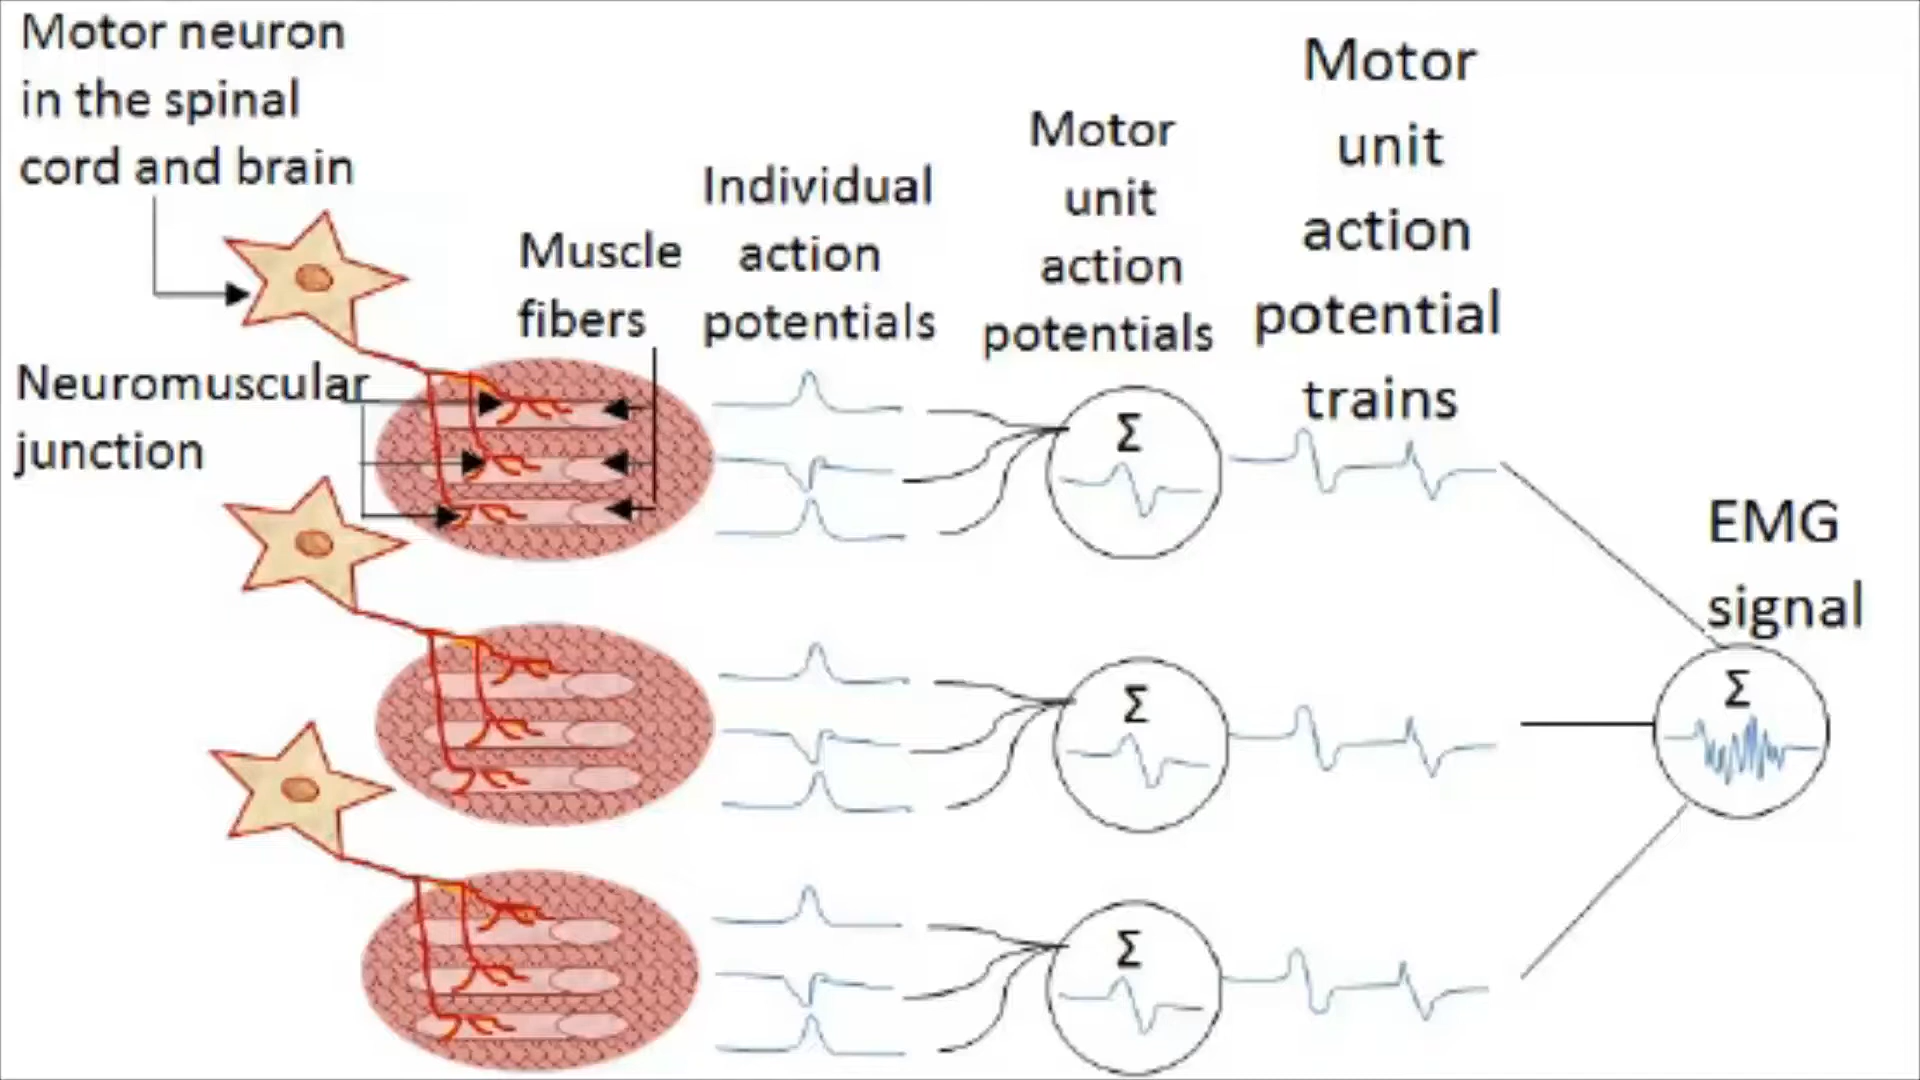 Motor neuron
in the spinal
cord and brain
Neuromuscular
junction
Muscle
fibers
Individual
action
potentials
Motor
unit
action
potentials
Motor
unit
action
potential
trains
EMG
signal
Σ
Σ
Σ
Σ